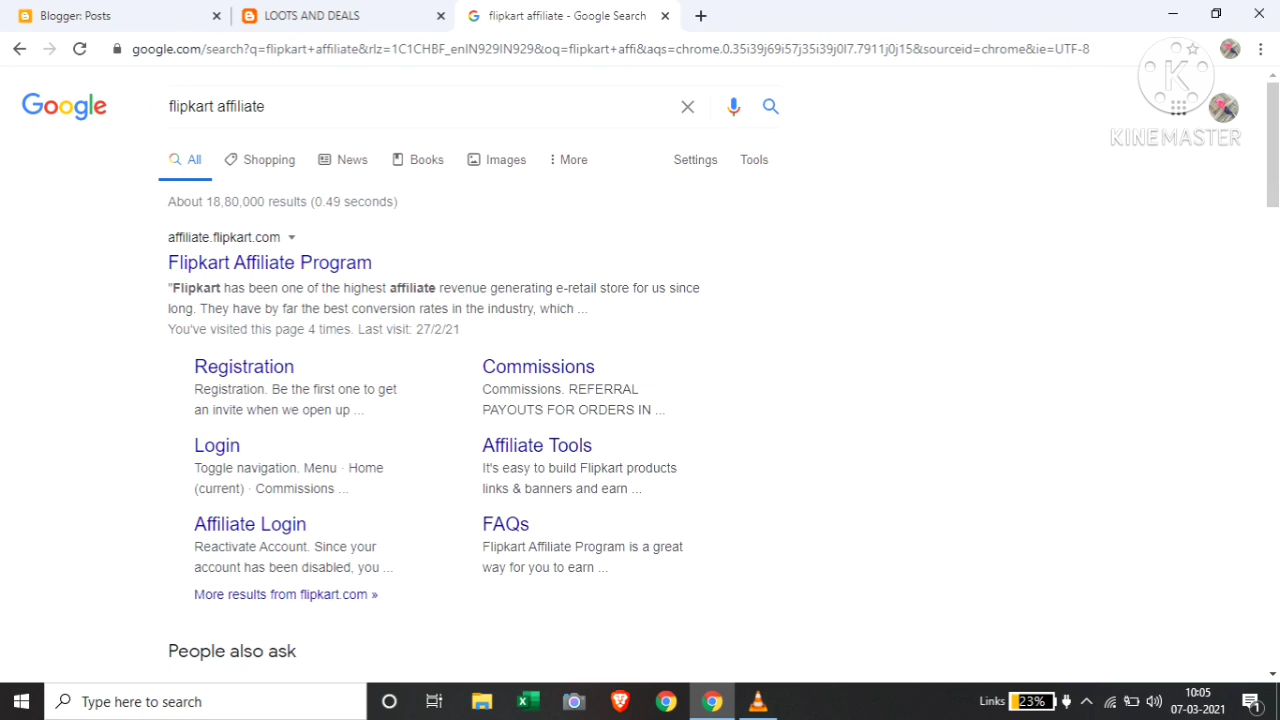 Blogger: Posts
LOOTS AND DEALS
flipkart affiliate - Google Search
google.com/search?q=flipkart+affiliate&rlz=1C1CHBF_enIN929IN929&oq=flipkart+affi&aqs=chrome.0.35i39j69i57j35i39j0l7.7911j0j15&sourceid=chrome&ie=UTF-8
Google
flipkart affiliate
K
KINEMASTER
All
Shopping
News
Books
Images
More
Settings
Tools
About 18,80,000 results (0.49 seconds)
affiliate.flipkart.com
Flipkart Affiliate Program
"Flipkart has been one of the highest affiliate revenue generating e-retail store for us since
long. They have by far the best conversion rates in the industry, which ...
You've visited this page 4 times. Last visit: 27/2/21
Registration
Registration. Be the first one to get
an invite when we open up ...
Commissions
Commissions. REFERRAL
PAYOUTS FOR ORDERS IN ...
Login
Toggle navigation. Menu · Home
(current) · Commissions ...
Affiliate Tools
It's easy to build Flipkart products
links & banners and earn ...
Affiliate Login
Reactivate Account. Since your
account has been disabled, you ...
FAQs
Flipkart Affiliate Program is a great
way for you to earn ...
More results from flipkart.com »
People also ask
Type here to search
Links
23%
10:05
07-03-2021
1